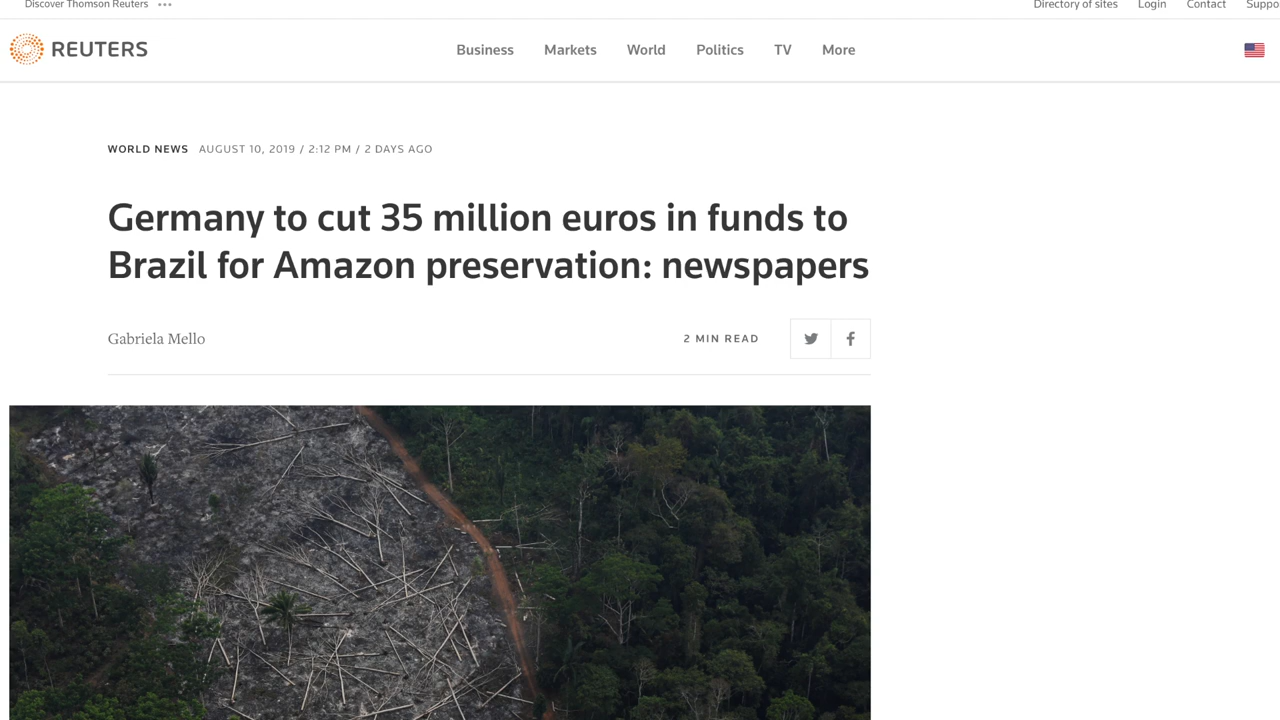 Discover Thomson Reuters •••
Directory of sites Login Contact
REUTERS
Business Markets World Politics TV More
WORLD NEWS AUGUST 10, 2019 / 2:12 PM / 2 DAYS AGO
Germany to cut 35 million euros in funds to
Brazil for Amazon preservation: newspapers
Gabriela Mello
2 MIN READ